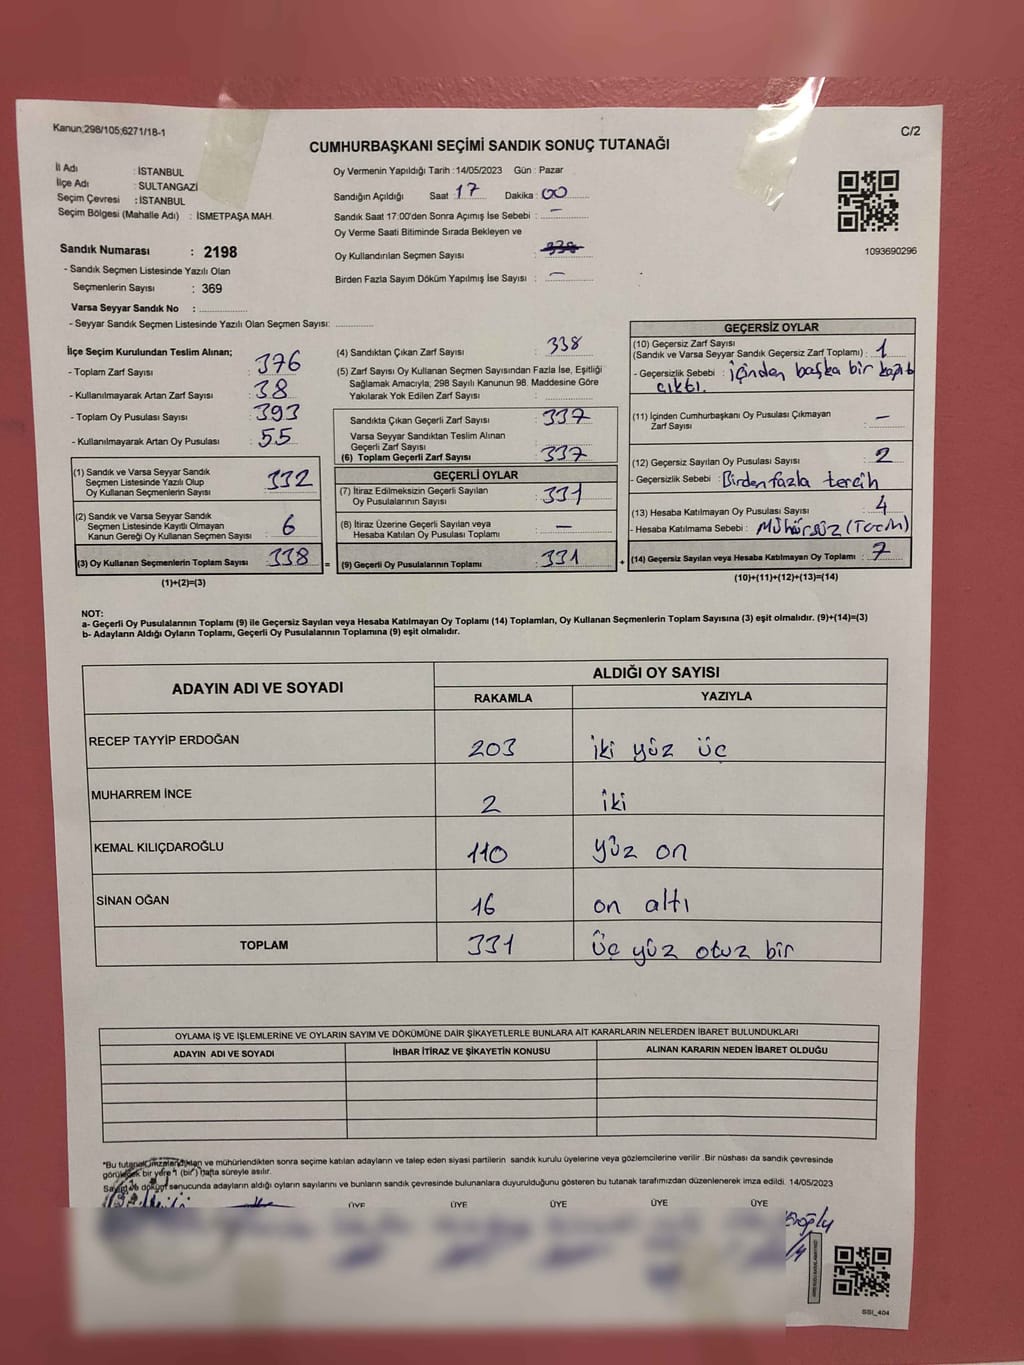 Kanun;298/105;6271/18-1
C/2
CUMHURBAŞKANI SEÇİMİ SANDIK SONUÇ TUTANAĞI
İl Adı : İSTANBUL
İlçe Adı : SULTANGAZİ
Seçim Çevresi : İSTANBUL
Seçim Bölgesi (Mahalle Adı) : İSMETPAŞA MAH.
Sandık Numarası : 2198
- Sandık Seçmen Listesinde Yazılı Olan
Seçmenlerin Sayısı : 369
Varsa Seyyar Sandık No :
- Seyyar Sandık Seçmen Listesinde Yazılı Olan Seçmen Sayısı:
Oy Vermenin Yapıldığı Tarih : 14/05/2023 Gün : Pazar
Sandığın Açıldığı Saat 17 Dakika : 00
Sandık Saat 17:00'den Sonra Açımış İse Sebebi : —
Oy Verme Saati Bitiminde Sırada Bekleyen ve
Oy Kullandırılan Seçmen Sayısı :
Birden Fazla Sayım Döküm Yapılmış İse Sayısı : —
1093690296
İlçe Seçim Kurulundan Teslim Alınan;
- Toplam Zarf Sayısı : 376
- Kullanılmayarak Artan Zarf Sayısı : 38
- Toplam Oy Pusulası Sayısı : 393
- Kullanılmayarak Artan Oy Pusulası : 55
(1) Sandık ve Varsa Seyyar Sandık
Seçmen Listesinde Yazılı Olup
Oy Kullanan Seçmenlerin Sayısı : 332
(2) Sandık ve Varsa Seyyar Sandık
Seçmen Listesinde Kayıtlı Olmayan
Kanun Gereği Oy Kullanan Seçmen Sayısı : 6
(3) Oy Kullanan Seçmenlerin Toplam Sayısı : 338
(1)+(2)=(3)
(4) Sandıktan Çıkan Zarf Sayısı : 338
(5) Zarf Sayısı Oy Kullanan Seçmen Sayısından Fazla İse, Eşitliği
Sağlamak Amacıyla; 298 Sayılı Kanunun 98. Maddesine Göre
Yakılarak Yok Edilen Zarf Sayısı :
Sandıkta Çıkan Geçerli Zarf Sayısı : 337
Varsa Seyyar Sandıktan Teslim Alınan
Geçerli Zarf Sayısı :
(6) Toplam Geçerli Zarf Sayısı : 337
GEÇERLİ OYLAR
(7) İtiraz Edilmeksizin Geçerli Sayılan
Oy Pusulalarının Sayısı : 331
(8) İtiraz Üzerine Geçerli Sayılan veya
Hesaba Katılan Oy Pusulası Toplamı : —
= (9) Geçerli Oy Pusulalarının Toplamı : 331 +
GEÇERSİZ OYLAR
(10) Geçersiz Zarf Sayısı
(Sandık ve Varsa Seyyar Sandık Geçersiz Zarf Toplamı) : 1
- Geçersizlik Sebebi : içinden başka bir kağıt
çıktı.
(11) İçinden Cumhurbaşkanı Oy Pusulası Çıkmayan
Zarf Sayısı : —
(12) Geçersiz Sayılan Oy Pusulası Sayısı : 2
- Geçersizlik Sebebi : Birden fazla tercih
(13) Hesaba Katılmayan Oy Pusulası Sayısı : 4
- Hesaba Katılmama Sebebi : Mühürsüz
(14) Geçersiz Sayılan veya Hesaba Katılmayan Oy Toplamı : 7
(10)+(11)+(12)+(13)=(14)
NOT:
a- Geçerli Oy Pusulalarının Toplamı (9) ile Geçersiz Sayılan veya Hesaba Katılmayan Oy Toplamı (14) Toplamları, Oy Kullanan Seçmenlerin Toplam Sayısına (3) eşit olmalıdır. (9)+(14)=(3)
b- Adayların Aldığı Oyların Toplamı, Geçerli Oy Pusulalarının Toplamına (9) eşit olmalıdır.
ADAYIN ADI VE SOYADI
ALDIĞI OY SAYISI
RAKAMLA YAZIYLA
RECEP TAYYİP ERDOĞAN 203 iki yüz üç
MUHARREM İNCE 2 iki
KEMAL KILIÇDAROĞLU 110 yüz on
SİNAN OĞAN 16 on altı
TOPLAM 331 üç yüz otuz bir
OYLAMA İŞ VE İŞLEMLERİNE VE OYLARIN SAYIM VE DÖKÜMÜNE DAİR ŞİKAYETLERLE BUNLARA AİT KARARLARIN NELERDEN İBARET BULUNDUKLARI
ADAYIN ADI VE SOYADI İHBAR İTİRAZ VE ŞİKAYETİN KONUSU ALINAN KARARIN NEDEN İBARET OLDUĞU
*Bu tutanak imzalandıktan ve mühürlendikten sonra seçime katılan adayların ve talep eden siyasi partilerin sandık kurulu üyelerine veya gözlemcilerine verilir .Bir nüshası da sandık çevresinde
görülecek bir yere 1 (bir) hafta süreyle asılır.
Sayım ve döküm sonucunda adayların aldığı oyların sayılarını ve bunların sandık çevresinde bulunanlara duyurulduğunu gösteren bu tutanak tarafımızdan düzenlenerek imza edildi. 14/05/2023
ÜYE ÜYE ÜYE ÜYE ÜYE
SSI_404